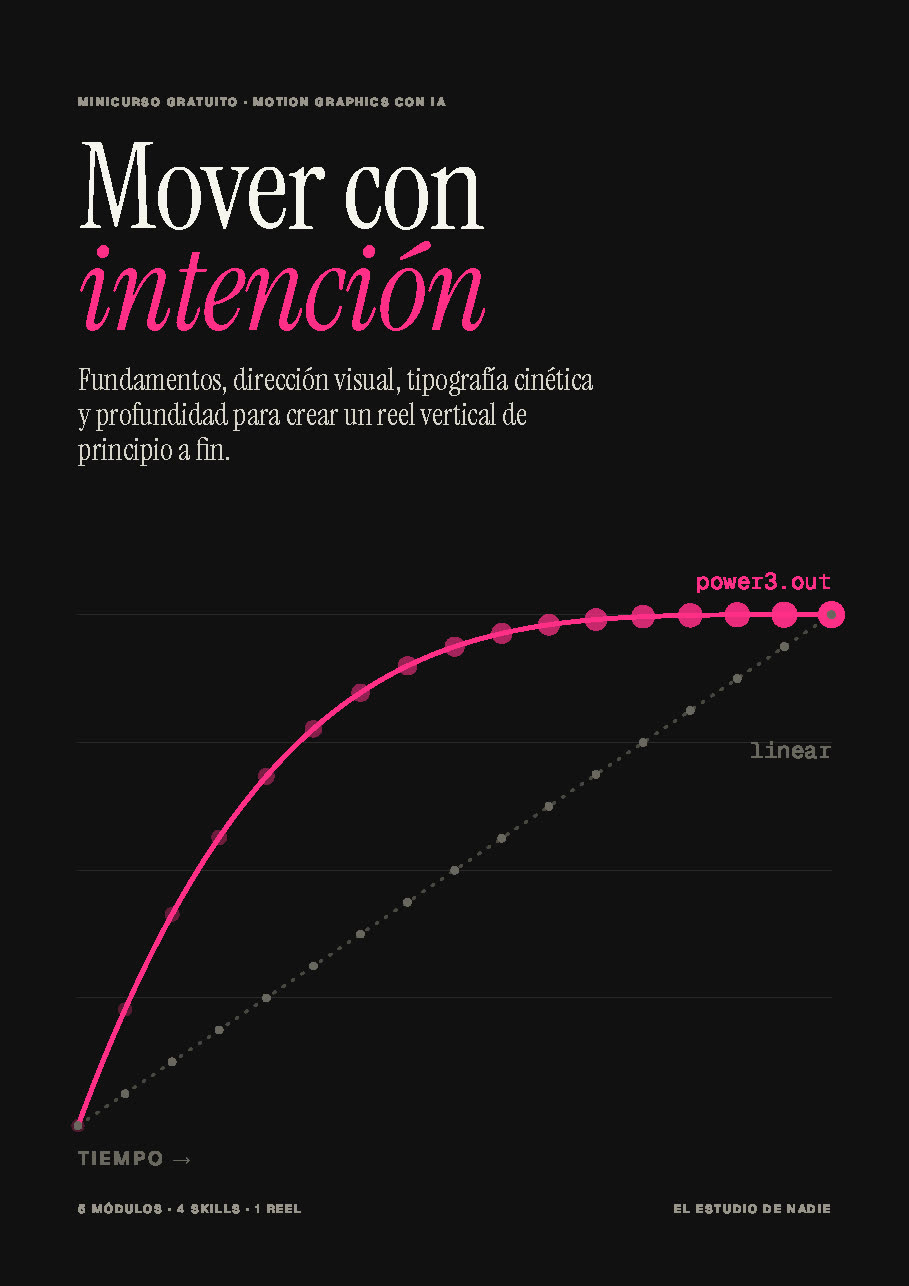 MINICURSO GRATUITO · MOTION GRAPHICS CON IA
Mover con
intención
Fundamentos, dirección visual, tipografía cinética
y profundidad para crear un reel vertical de
principio a fin.
power3.out
linear
TIEMPO →
5 MÓDULOS · 4 SKILLS · 1 REEL
EL ESTUDIO DE NADIE